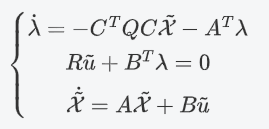 λ̇ = −CᵀQC𝒳̃ − Aᵀλ
Rũ + Bᵀλ = 0
𝒳̃̇ = A𝒳̃ + Bũ